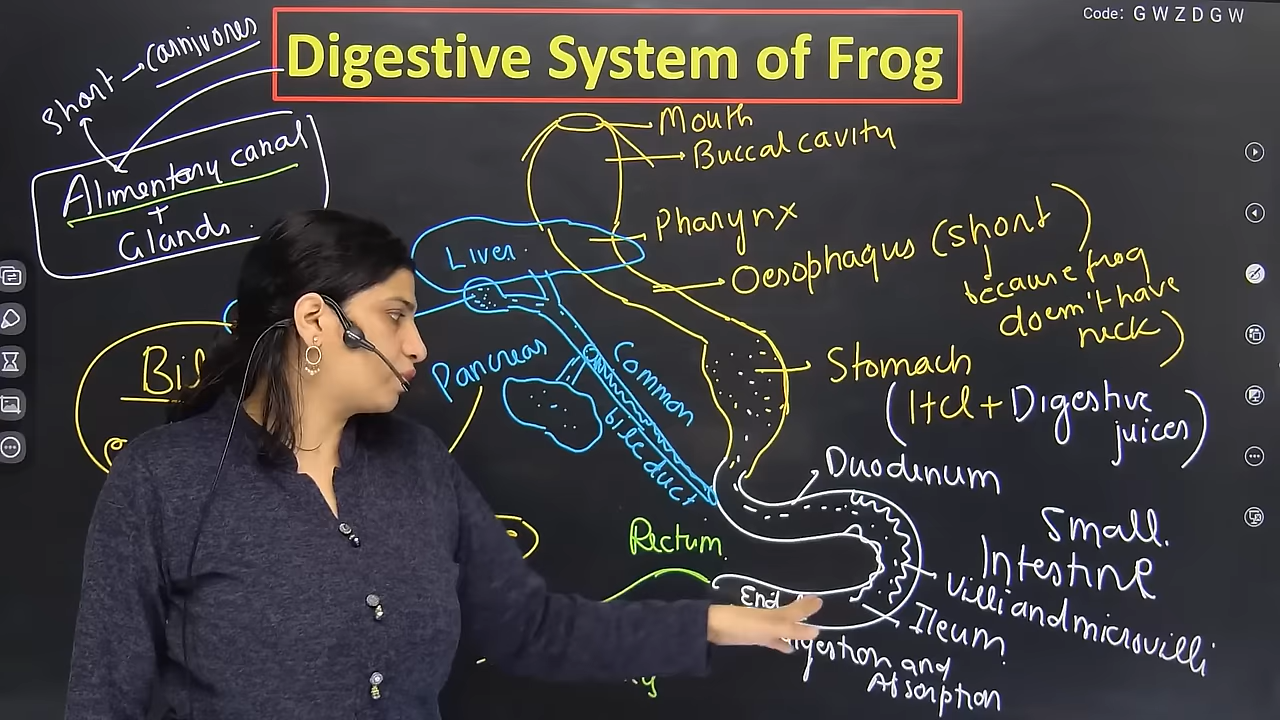 Code: G W Z D G W
Digestive System of Frog
short → carnivores
Alimentary canal
+
Glands
Mouth
Buccal cavity
Pharynx
Oesophagus (short
because frog
doesn't have
neck)
Liver
Stomach
(HCl + Digestive
juices)
Pancreas
Common
bile duct
Duodenum
Small
Intestine
Villi and microvilli
Ileum
Rectum
End
Digestion and
Absorption